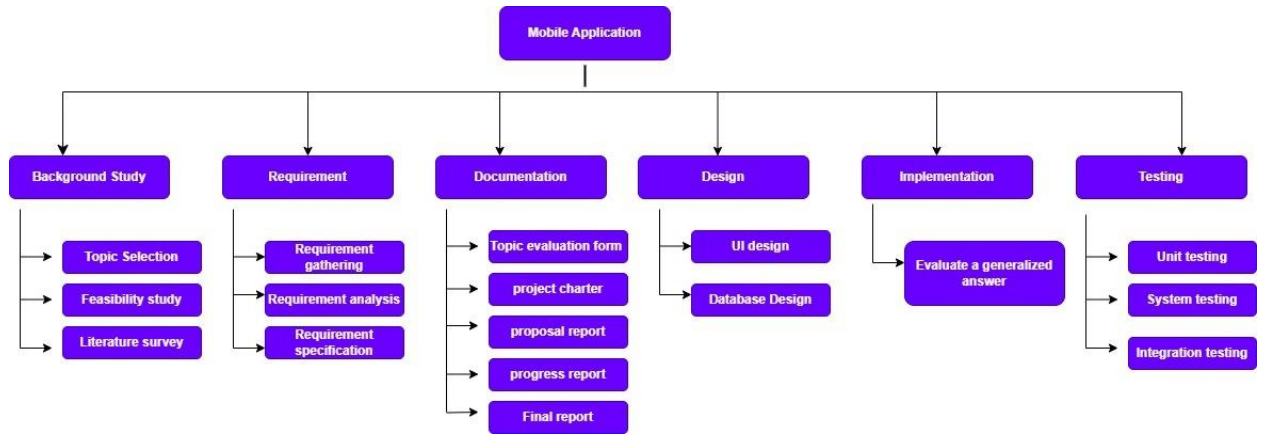 Mobile Application
Background Study
Requirement
Documentation
Design
Implementation
Testing
Topic Selection
Feasibility study
Literature survey
Requirement
gathering
Requirement analysis
Requirement
specification
Topic evaluation form
project charter
proposal report
progress report
Final report
UI design
Database Design
Evaluate a generalized
answer
Unit testing
System testing
Integration testing